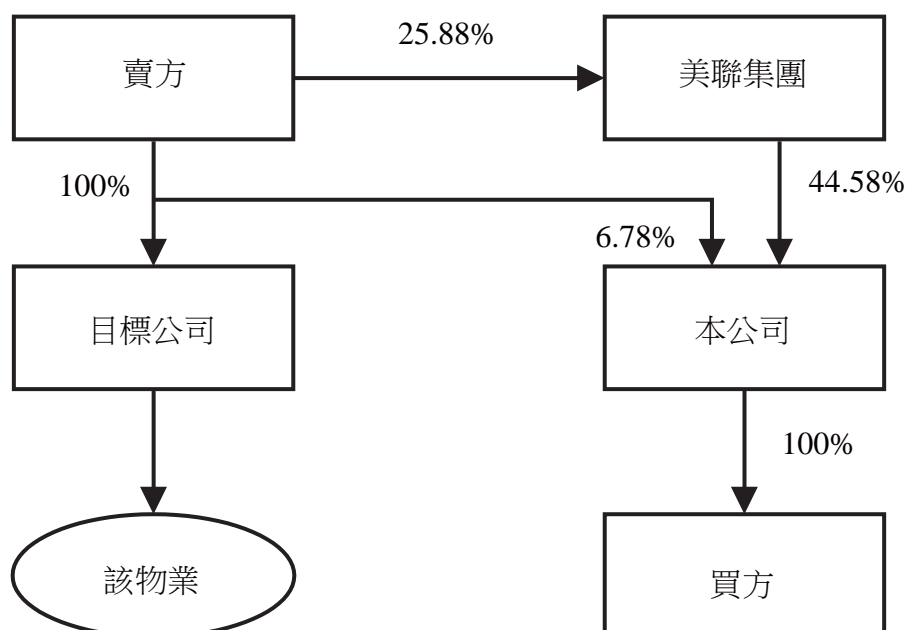 25.88%
賣方
美聯集團
100%
44.58%
6.78%
目標公司
本公司
100%
該物業
買方